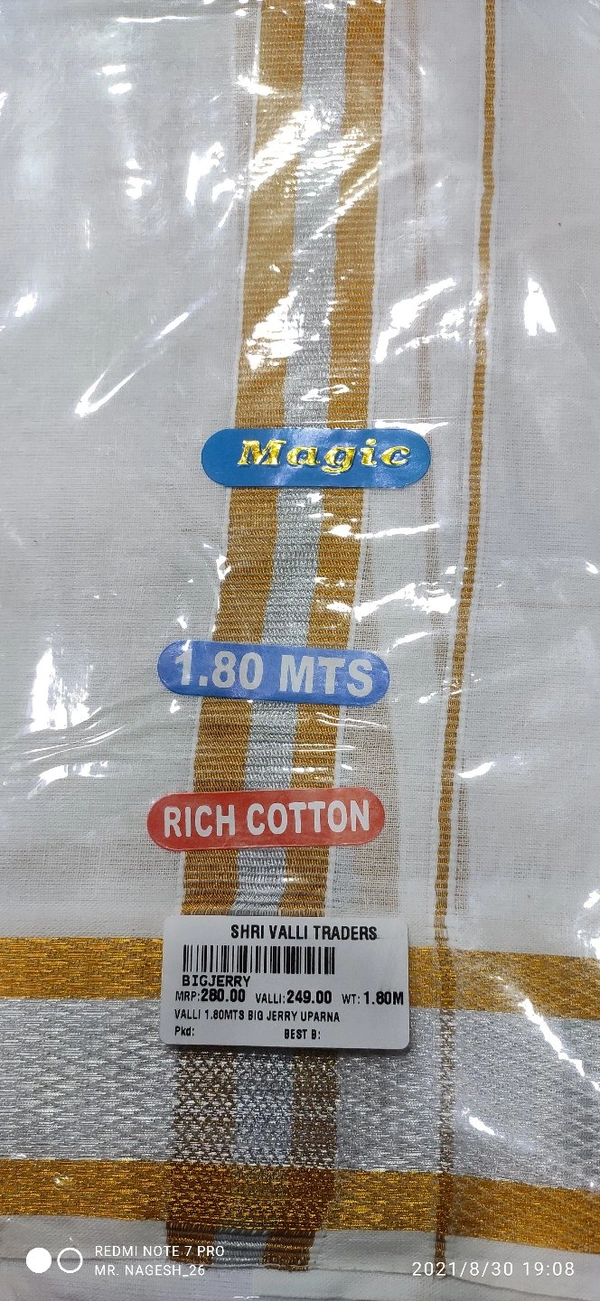 Magic
1.80 MTS
RICH COTTON
SHRI VALLI TRADERS
BIGJERRY
MRP:280.00 VALLI:249.00 WT: 1.80M
VALLI 1.80MTS BIG JERRY UPARNA
Pkd: BEST B:
REDMI NOTE 7 PRO
MR. NAGESH_26
2021/8/30 19:08